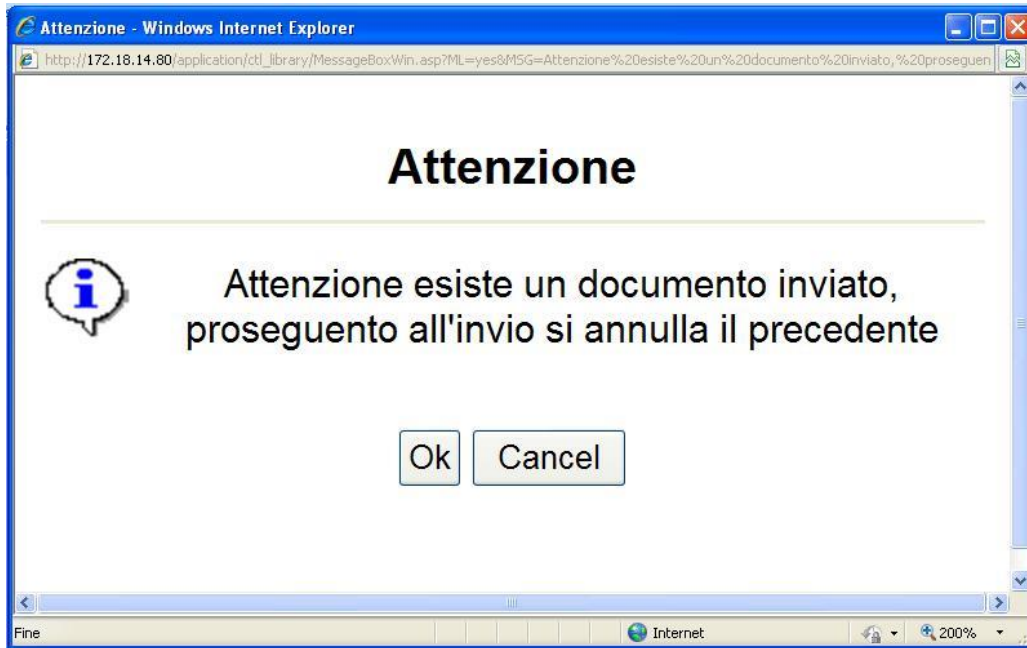 Attenzione - Windows Internet Explorer
http://172.18.14.80/application/ctl_library/MessageBoxWin.asp?ML=yes&MSG=Attenzione%20esiste%20un%20documento%20inviato,%20proseguen
Attenzione
Attenzione esiste un documento inviato,
proseguento all'invio si annulla il precedente
Ok Cancel
Fine Internet 200%